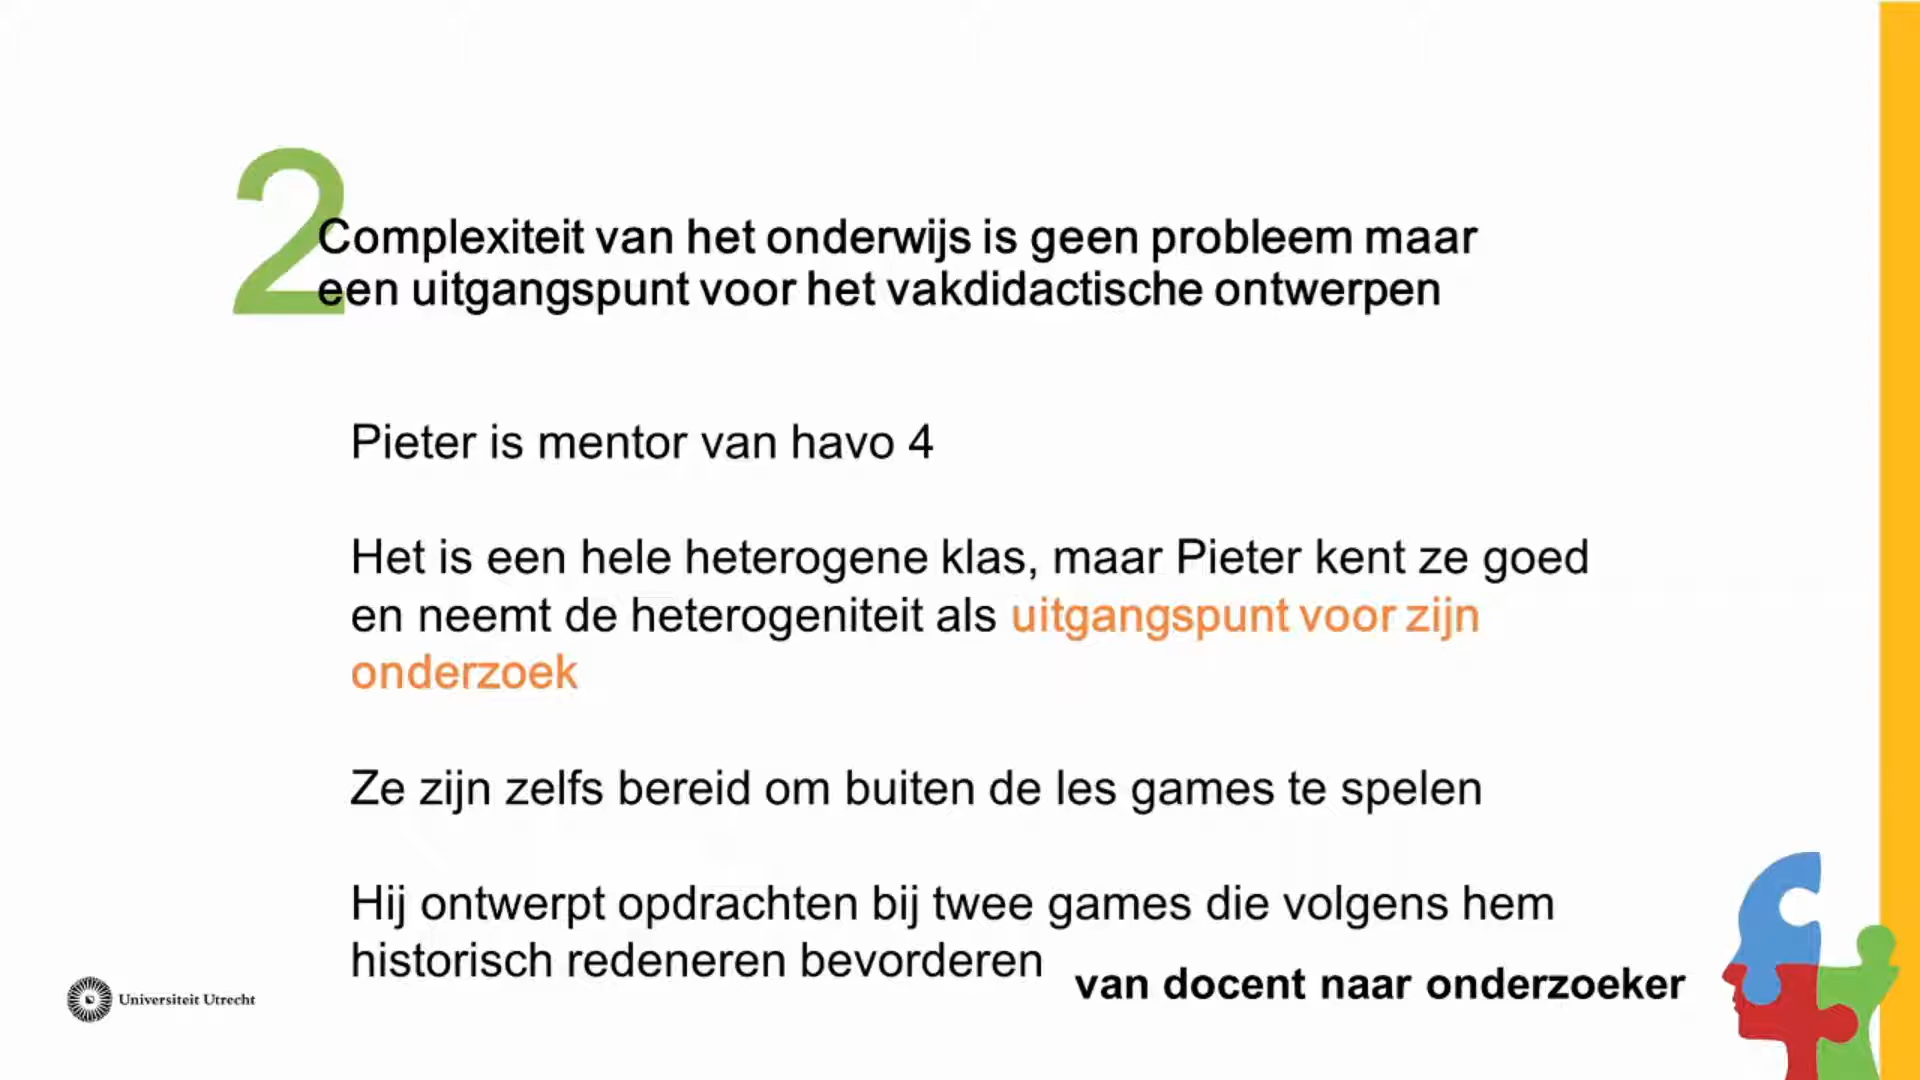 2
Complexiteit van het onderwijs is geen probleem maar
een uitgangspunt voor het vakdidactische ontwerpen
Pieter is mentor van havo 4
Het is een hele heterogene klas, maar Pieter kent ze goed
en neemt de heterogeniteit als uitgangspunt voor zijn
onderzoek
Ze zijn zelfs bereid om buiten de les games te spelen
Hij ontwerpt opdrachten bij twee games die volgens hem
historisch redeneren bevorderen
van docent naar onderzoeker
Universiteit Utrecht